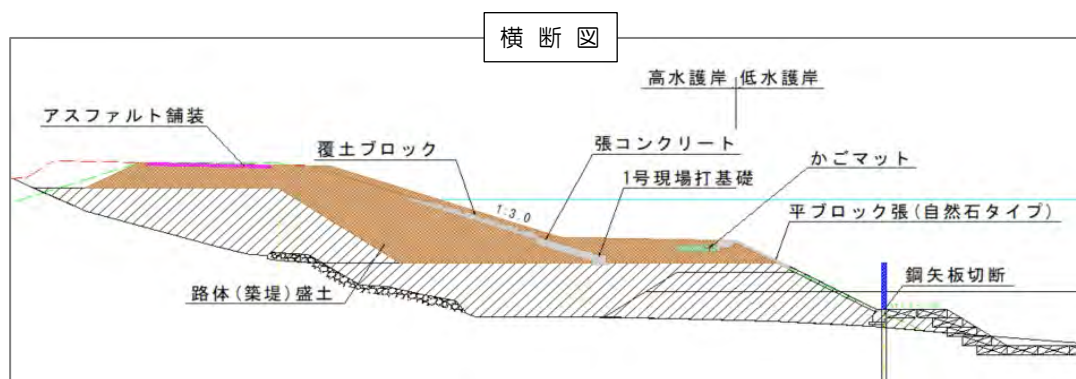 横断図
高水護岸 低水護岸
アスファルト舗装
覆土ブロック
張コンクリート
かごマット
1号現場打基礎
1:3.0
平ブロック張(自然石タイプ)
鋼矢板切断
路体(築堤)盛土